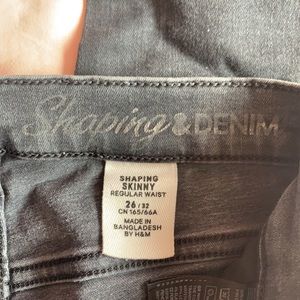 Shaping & DENIM
SHAPING
SKINNY
REGULAR WAIST
26 / 32
CN 165/66A
MADE IN
BANGLADESH
BY H&M